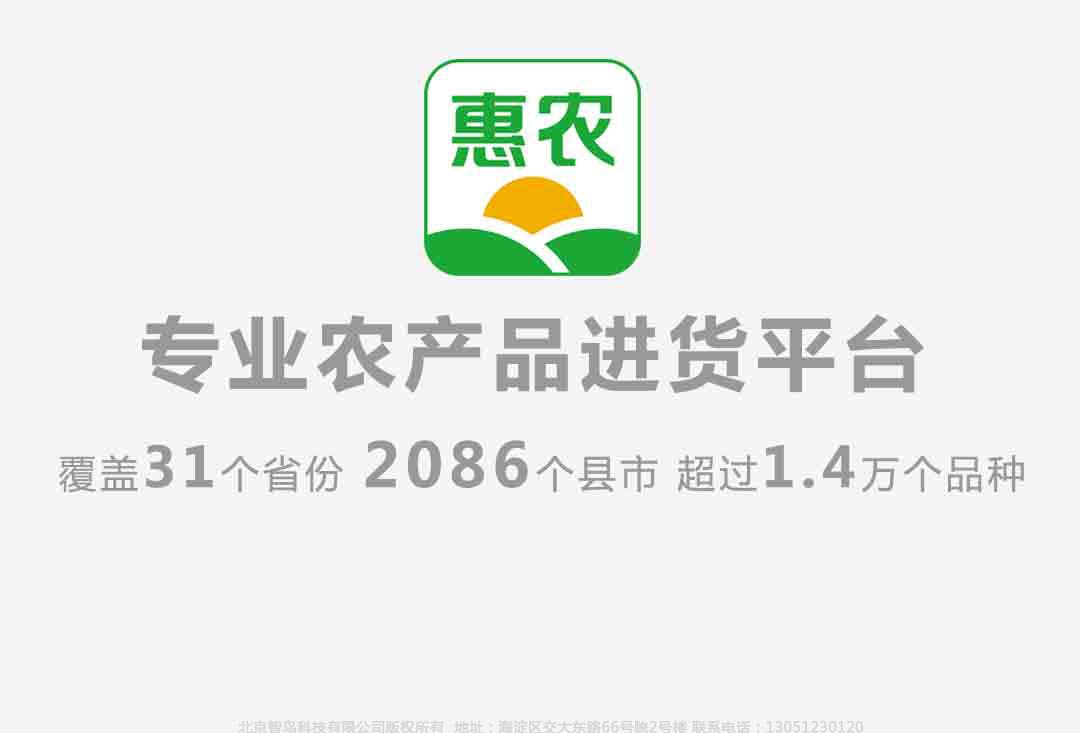 惠农
专业农产品进货平台
覆盖31个省份 2086个县市 超过1.4万个品种
北京智鸟科技有限公司版权所有 地址：海淀区交大东路66号院2号楼 联系电话：13051230120